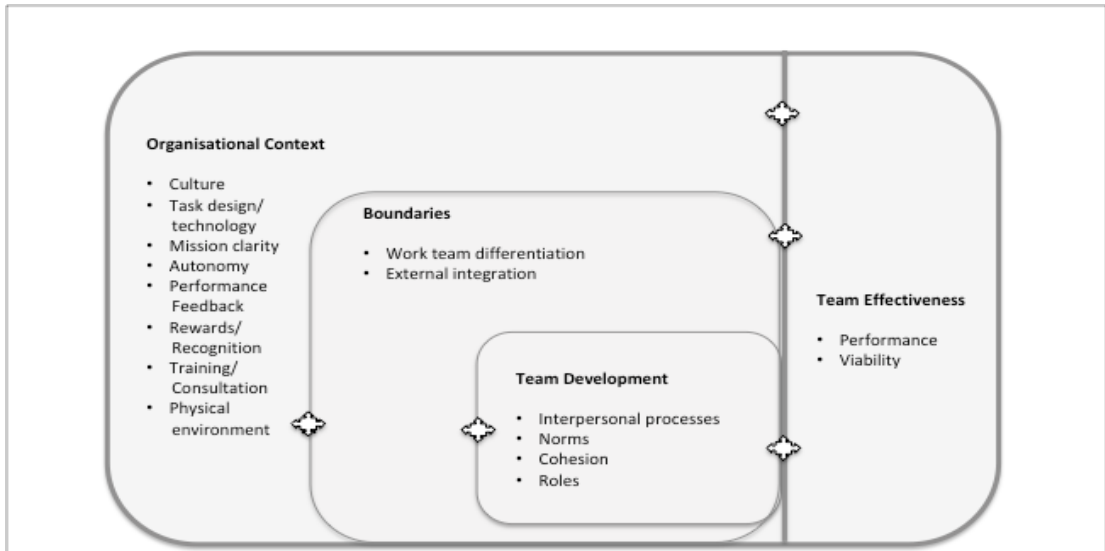 Organisational Context
• Culture
• Task design/
technology
• Mission clarity
• Autonomy
• Performance
Feedback
• Rewards/
Recognition
• Training/
Consultation
• Physical
environment
Boundaries
• Work team differentiation
• External integration
Team Development
• Interpersonal processes
• Norms
• Cohesion
• Roles
Team Effectiveness
• Performance
• Viability